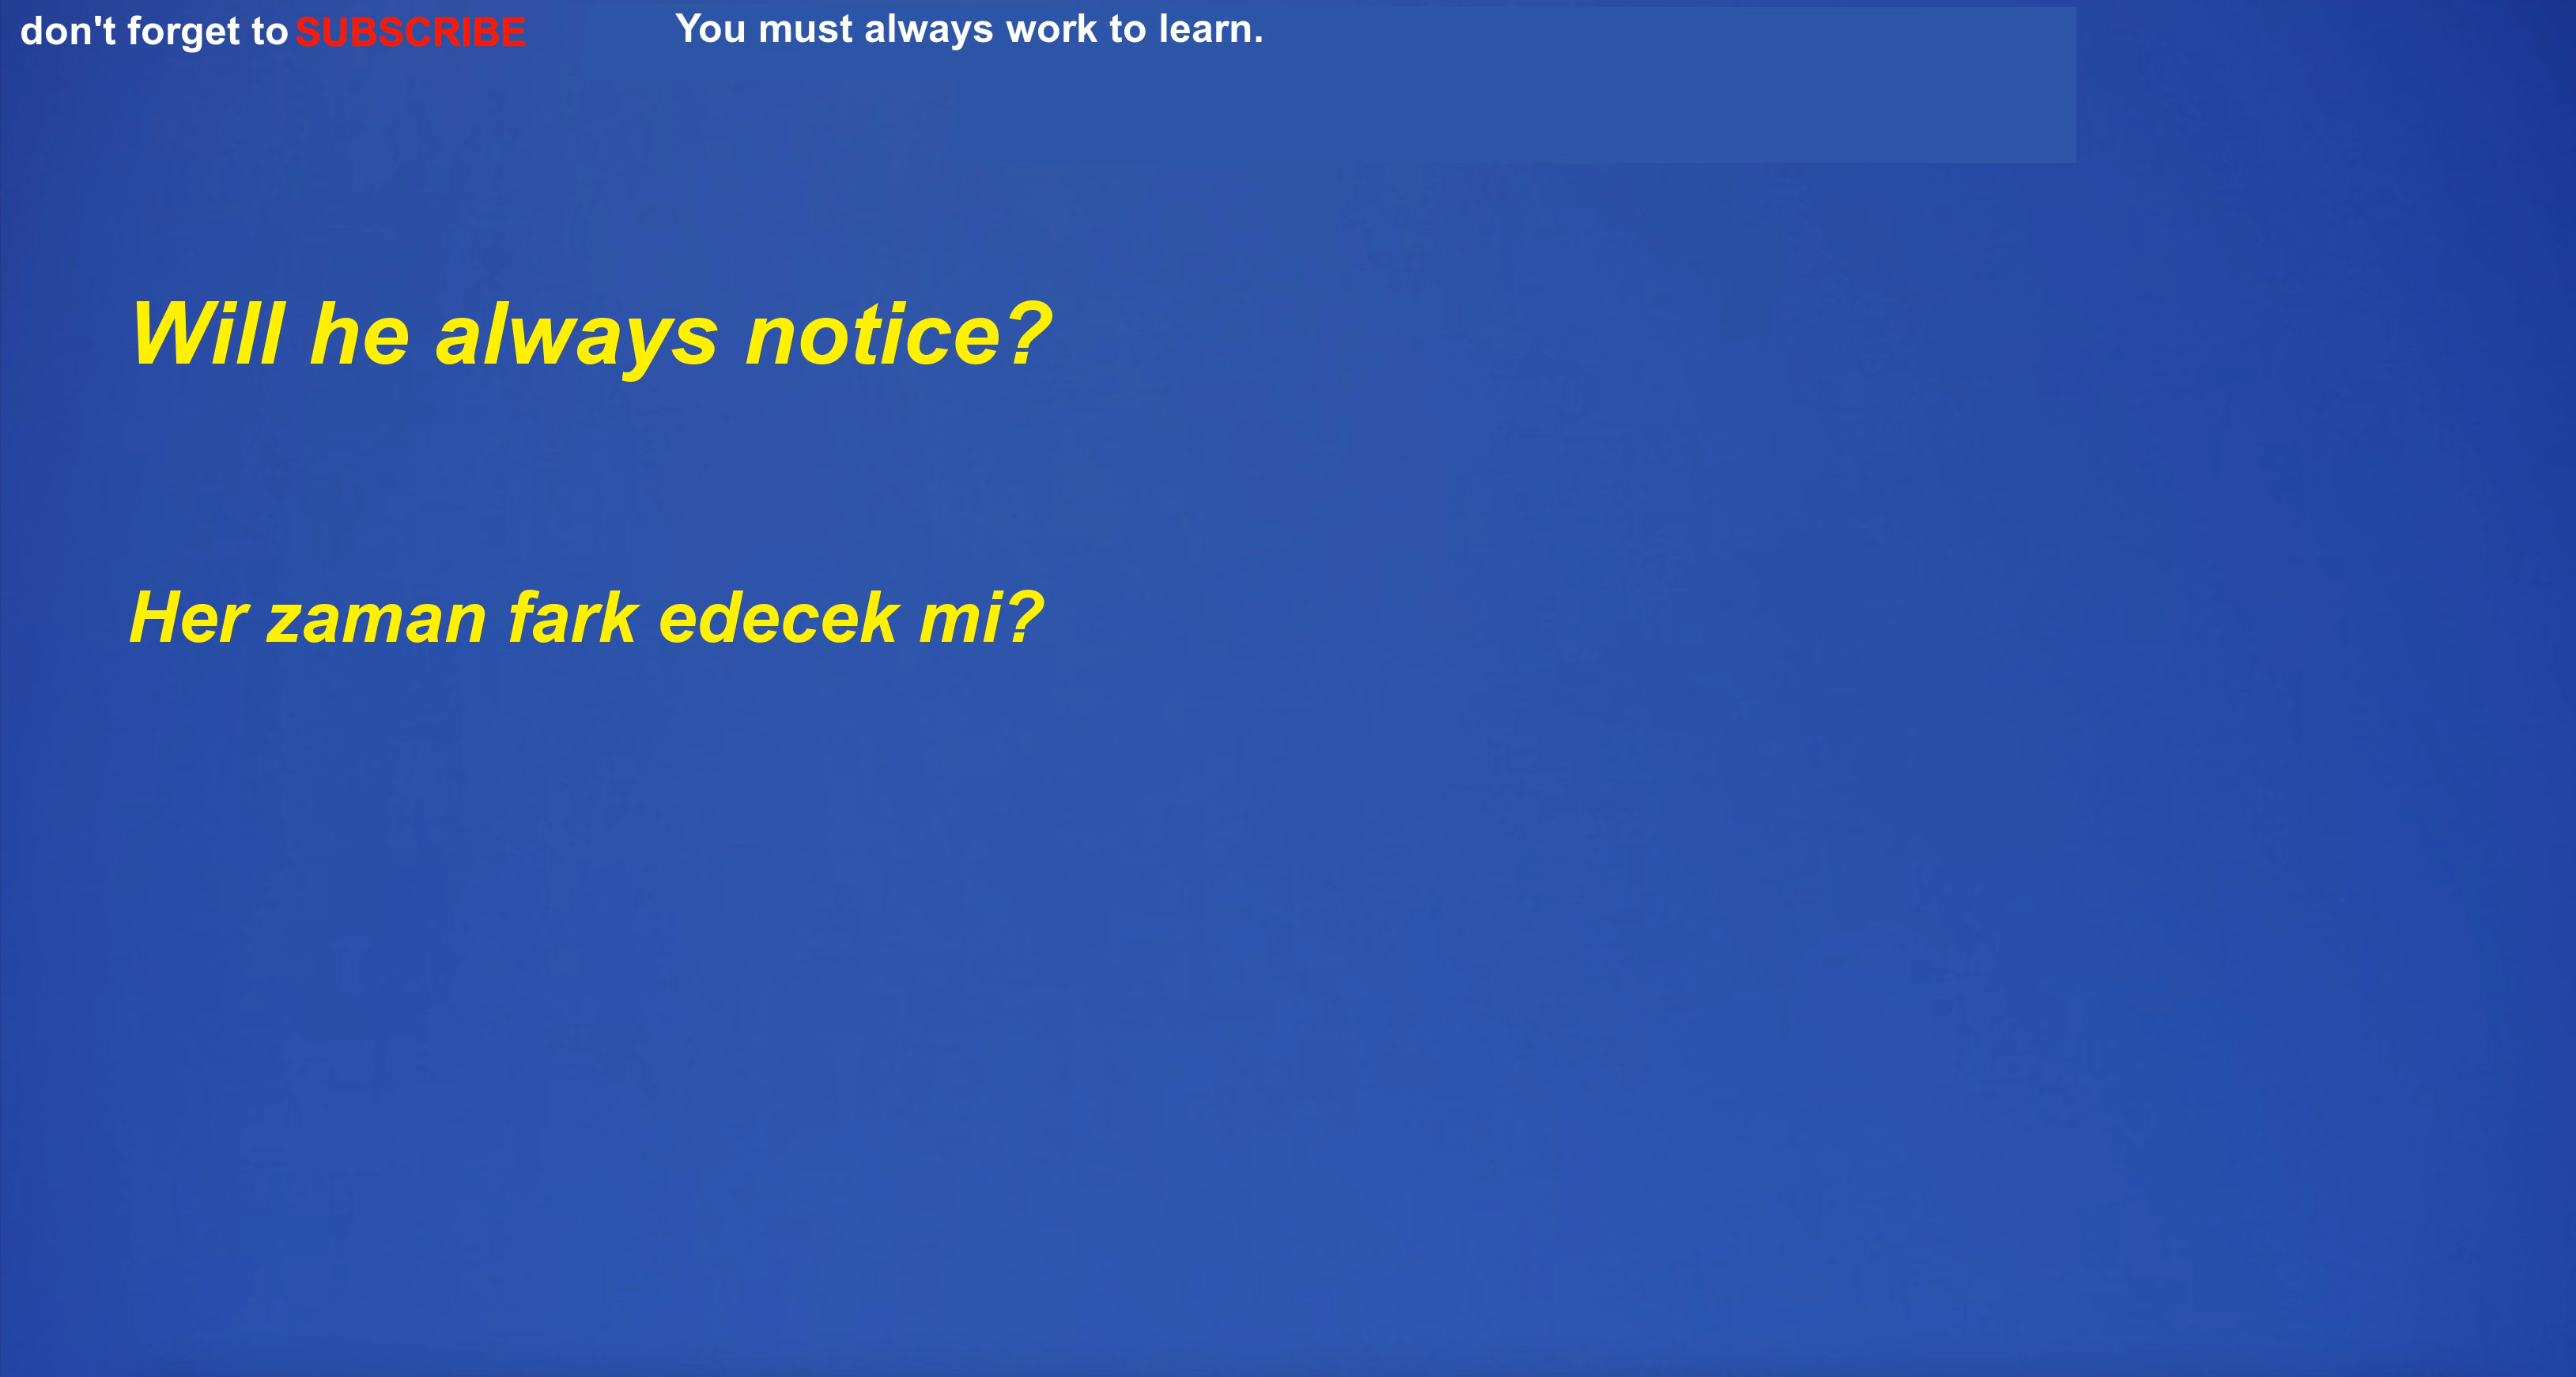 don't forget to SUBSCRIBE You must always work to learn.
Will he always notice?
Her zaman fark edecek mi?